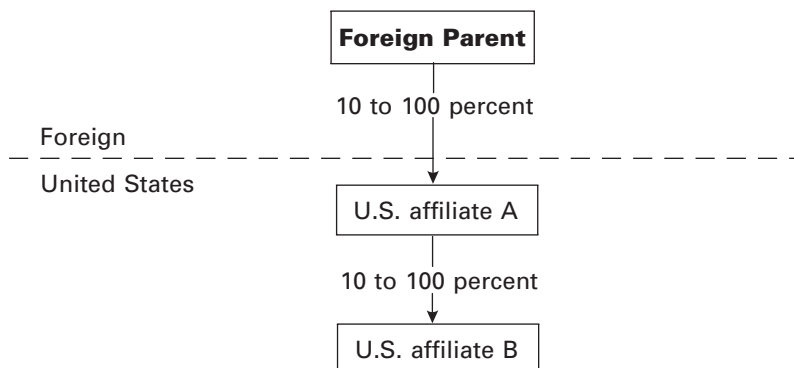 Foreign Parent
10 to 100 percent
Foreign
United States
U.S. affiliate A
10 to 100 percent
U.S. affiliate B